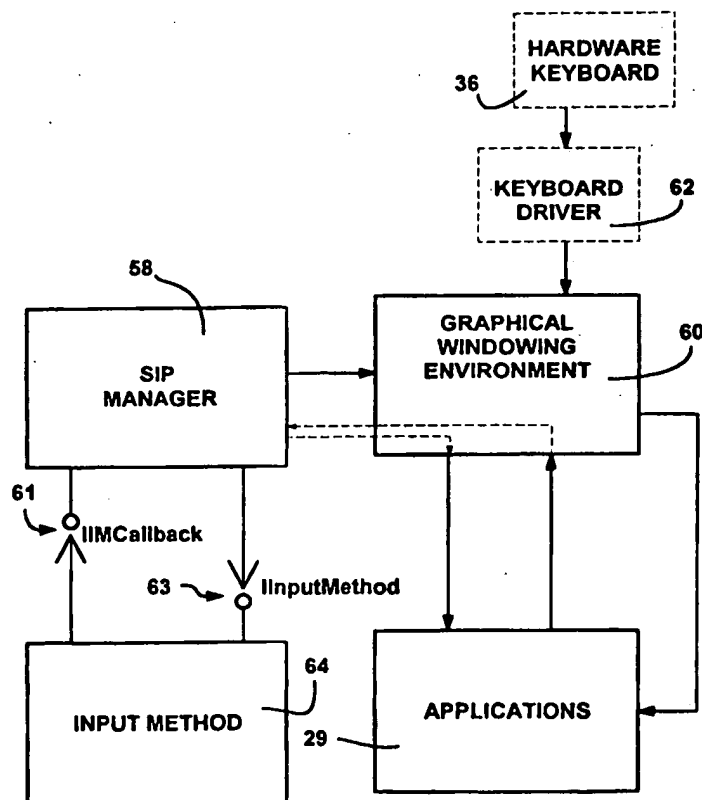 HARDWARE
KEYBOARD
36
KEYBOARD
DRIVER
62
58
SIP
MANAGER
GRAPHICAL
WINDOWING
ENVIRONMENT
60
61
IIMCallback
63
IInputMethod
64
INPUT METHOD
APPLICATIONS
29